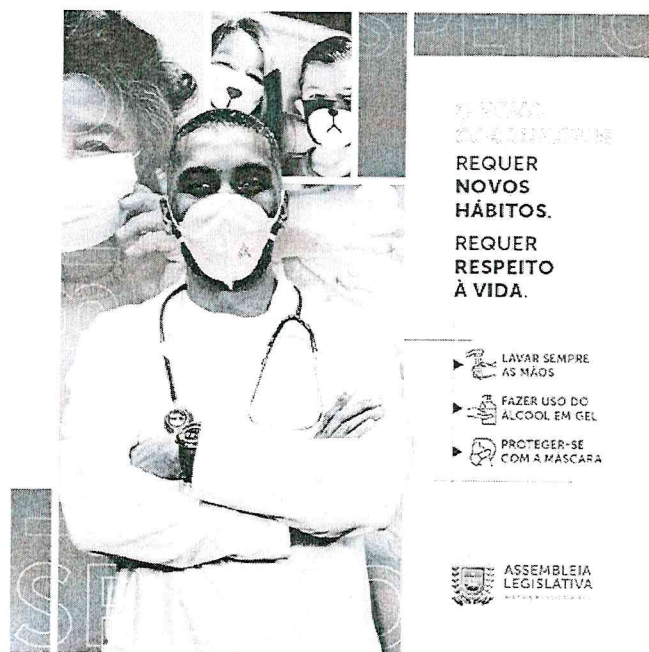 SPEITO
REQUER
NOVOS
HÁBITOS.
REQUER
RESPEITO
À VIDA.
LAVAR SEMPRE
AS MÃOS
FAZER USO DO
ÁLCOOL EM GEL
PROTEGER-SE
COM A MÁSCARA
ASSEMBLEIA
LEGISLATIVA